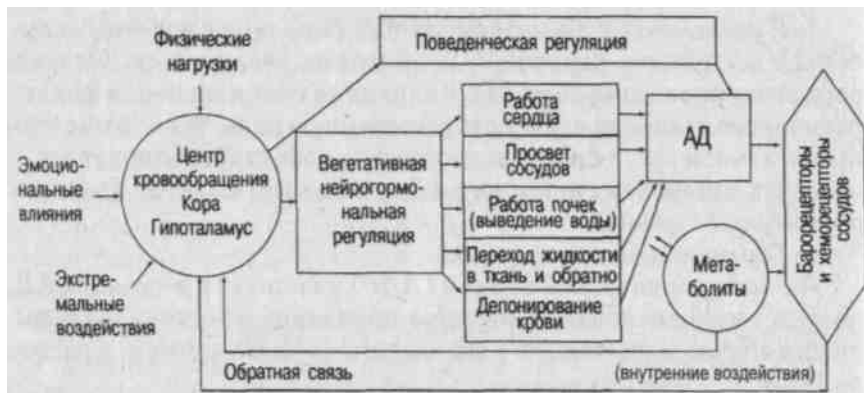 Физические
нагрузки
Поведенческая регуляция
Эмоцио-
нальные
влияния
Экстре-
мальные
воздействия
Центр
кровообращения
Кора
Гипоталамус
Вегетативная
нейрогормо-
нальная
регуляция
Работа
сердца
Просвет
сосудов
Работа почек
(выведение воды)
Переход жидкости
в ткань и обратно
Депонирование
крови
АД
Мета-
болиты
Барорецепторы
и хеморецепторы
сосудов
Обратная связь
(внутренние воздействия)